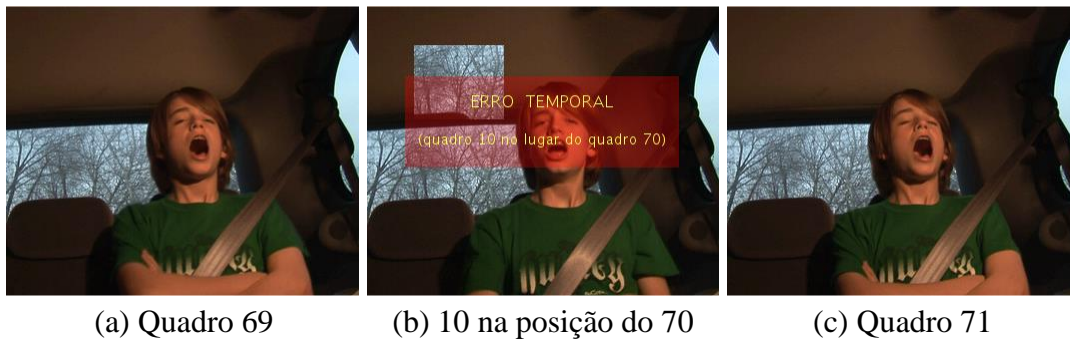 ERRO TEMPORAL
(quadro 10 no lugar do quadro 70)
(a) Quadro 69
(b) 10 na posição do 70
(c) Quadro 71